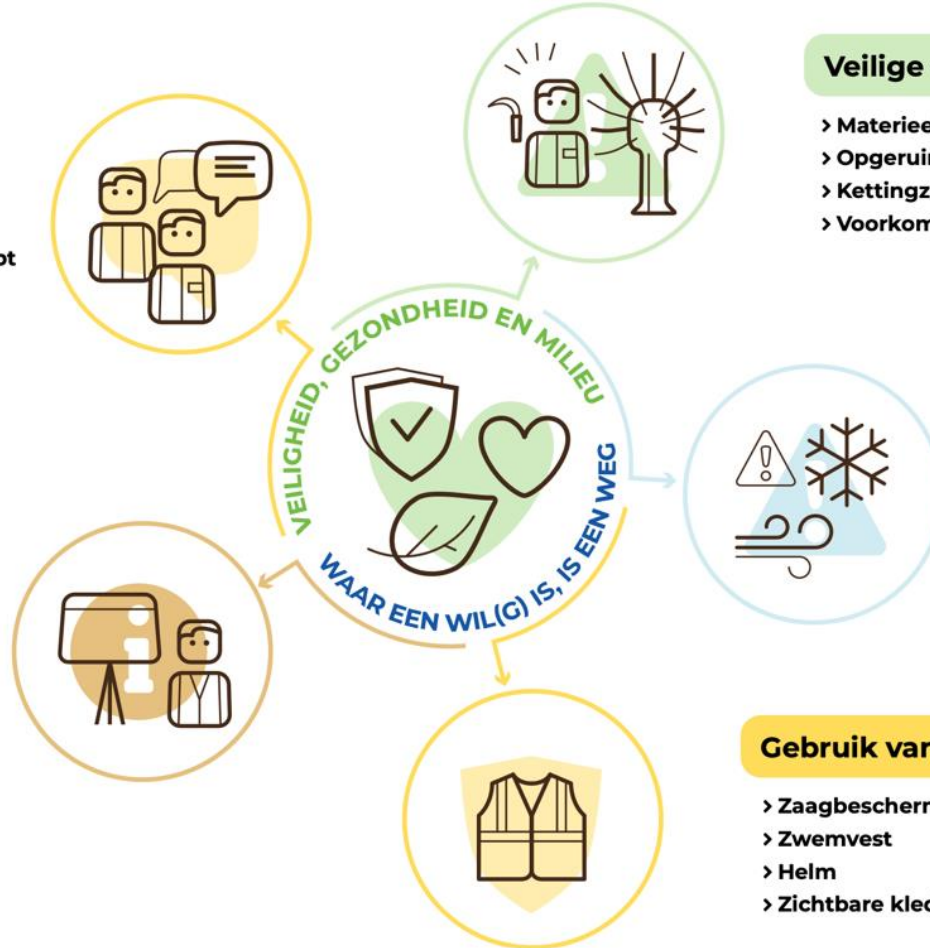 Veilige
> Materiee
> Opgeruin
> Kettingz
> Voorkom
ot
VEILIGHEID, GEZONDHEID EN MILIEU
WAAR EEN WIL(G) IS, IS EEN WEG
Gebruik van
> Zaagbescherm
> Zwemvest
> Helm
> Zichtbare kled